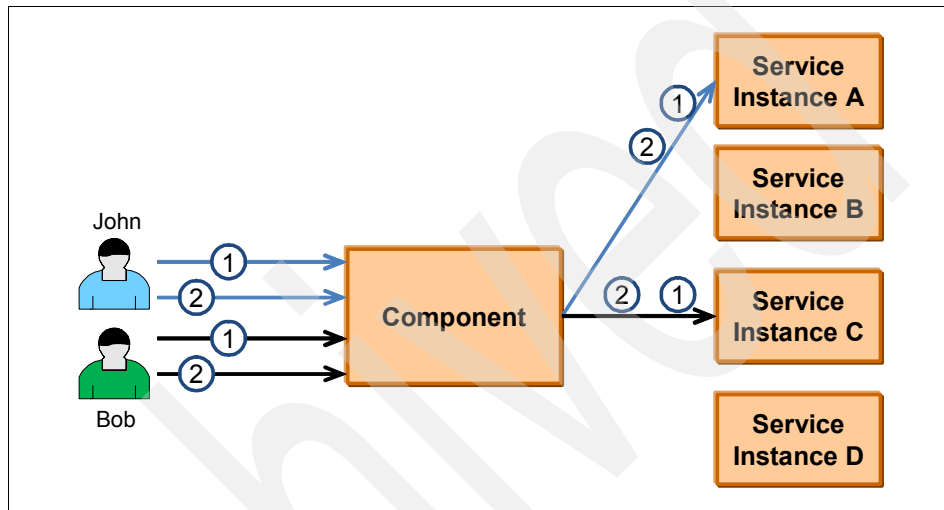 John
1
2
1
2
Bob
Component
1
2
2
1
Service
Instance A
Service
Instance B
Service
Instance C
Service
Instance D